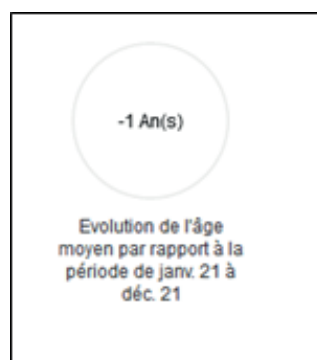 -1 An(s)
Evolution de l'âge
moyen par rapport à la
période de janv. 21 à
déc. 21